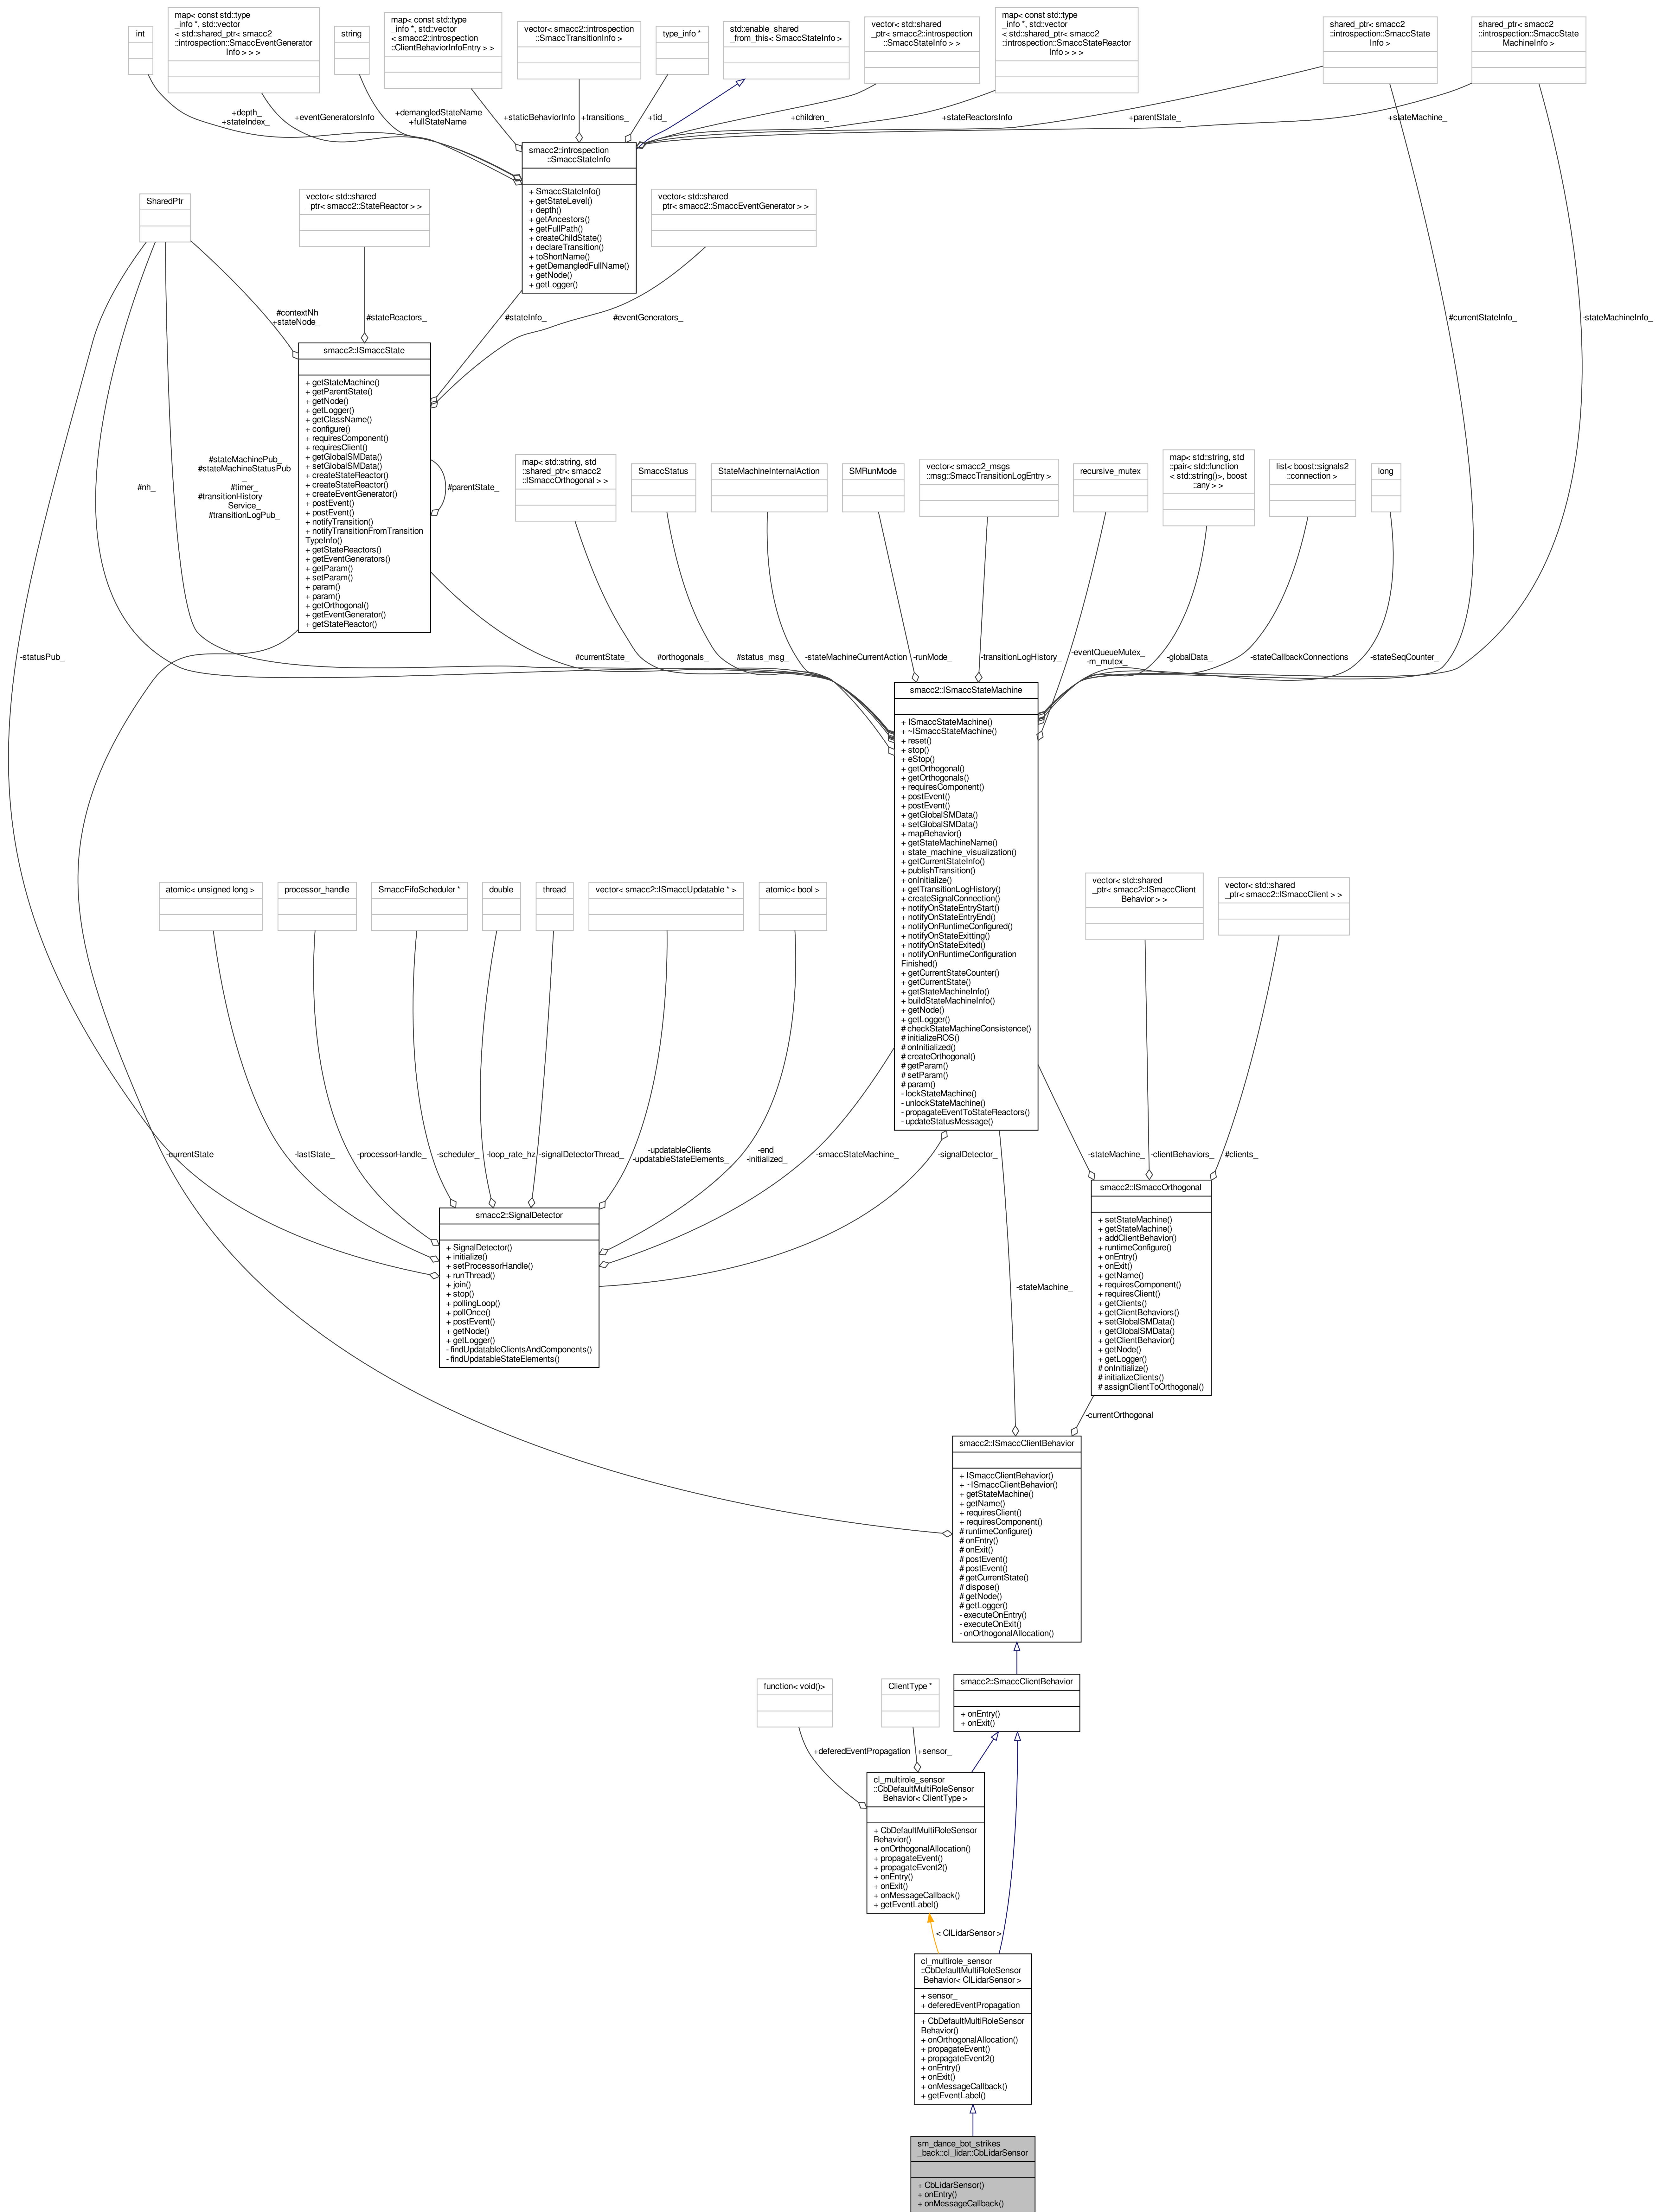 int
map< const std::type
_info *, std::vector
< std::shared_ptr< smacc2
::introspection::SmaccEventGenerator
Info > > >
string
map< const std::type
_info *, std::vector
< smacc2::introspection
::ClientBehaviorInfoEntry > >
vector< smacc2::introspection
::SmaccTransitionInfo >
type_info *
std::enable_shared
_from_this< SmaccStateInfo >
vector< std::shared
_ptr< smacc2::introspection
::SmaccStateInfo > >
map< const std::type
_info *, std::vector
< std::shared_ptr< smacc2
::introspection::SmaccStateReactor
Info > > >
shared_ptr< smacc2
::introspection::SmaccState
Info >
shared_ptr< smacc2
::introspection::SmaccState
MachineInfo >
+depth_
+stateIndex_
+eventGeneratorsInfo
+demangledStateName
+fullStateName
+staticBehaviorInfo
+transitions_
+tid_
+children_
+stateReactorsInfo
+parentState_
+stateMachine_
smacc2::introspection
::SmaccStateInfo
+ SmaccStateInfo()
+ getStateLevel()
+ depth()
+ getAncestors()
+ getFullPath()
+ createChildState()
+ declareTransition()
+ toShortName()
+ getDemangledFullName()
+ getNode()
+ getLogger()
SharedPtr
vector< std::shared
_ptr< smacc2::StateReactor > >
vector< std::shared
_ptr< smacc2::SmaccEventGenerator > >
#contextNh
+stateNode_
#stateReactors_
#stateInfo_
#eventGenerators_
#currentStateInfo_
-stateMachineInfo_
smacc2::ISmaccState
+ getStateMachine()
+ getParentState()
+ getNode()
+ getLogger()
+ getClassName()
+ configure()
+ requiresComponent()
+ requiresClient()
+ getGlobalSMData()
+ setGlobalSMData()
+ createStateReactor()
+ createStateReactor()
+ createEventGenerator()
+ postEvent()
+ postEvent()
+ notifyTransition()
+ notifyTransitionFromTransition
TypeInfo()
+ getStateReactors()
+ getEventGenerators()
+ getParam()
+ setParam()
+ param()
+ param()
+ getOrthogonal()
+ getEventGenerator()
+ getStateReactor()
#parentState_
#nh_
#stateMachinePub_
#stateMachineStatusPub
_
#timer_
#transitionHistory
Service_
#transitionLogPub_
map< std::string, std
::shared_ptr< smacc2
::ISmaccOrthogonal > >
SmaccStatus
StateMachineInternalAction
SMRunMode
vector< smacc2_msgs
::msg::SmaccTransitionLogEntry >
recursive_mutex
map< std::string, std
::pair< std::function
< std::string()>, boost
::any > >
list< boost::signals2
::connection >
long
-statusPub_
#currentState_
#orthogonals_
#status_msg_
-stateMachineCurrentAction
-runMode_
-transitionLogHistory_
-eventQueueMutex_
-m_mutex_
-globalData_
-stateCallbackConnections
-stateSeqCounter_
smacc2::ISmaccStateMachine
+ ISmaccStateMachine()
+ ~ISmaccStateMachine()
+ reset()
+ stop()
+ eStop()
+ getOrthogonal()
+ getOrthogonals()
+ requiresComponent()
+ postEvent()
+ postEvent()
+ getGlobalSMData()
+ setGlobalSMData()
+ mapBehavior()
+ getStateMachineName()
+ state_machine_visualization()
+ getCurrentStateInfo()
+ publishTransition()
+ onInitialize()
+ getTransitionLogHistory()
+ createSignalConnection()
+ notifyOnStateEntryStart()
+ notifyOnStateEntryEnd()
+ notifyOnRuntimeConfigured()
+ notifyOnStateExitting()
+ notifyOnStateExited()
+ notifyOnRuntimeConfiguration
Finished()
+ getCurrentStateCounter()
+ getCurrentState()
+ getStateMachineInfo()
+ buildStateMachineInfo()
+ getNode()
+ getLogger()
# checkStateMachineConsistence()
# initializeROS()
# onInitialized()
# createOrthogonal()
# getParam()
# setParam()
# param()
- lockStateMachine()
- unlockStateMachine()
- propagateEventToStateReactors()
- updateStatusMessage()
atomic< unsigned long >
processor_handle
SmaccFifoScheduler *
double
thread
vector< smacc2::ISmaccUpdatable * >
atomic< bool >
vector< std::shared
_ptr< smacc2::ISmaccClient
Behavior > >
vector< std::shared
_ptr< smacc2::ISmaccClient > >
-currentState
-lastState_
-processorHandle_
-scheduler_
-loop_rate_hz
-signalDetectorThread_
-updatableClients_
-updatableStateElements_
-end_
-initialized_
-smaccStateMachine_
-signalDetector_
-stateMachine_
-clientBehaviors_
#clients_
smacc2::SignalDetector
+ SignalDetector()
+ initialize()
+ setProcessorHandle()
+ runThread()
+ join()
+ stop()
+ pollingLoop()
+ pollOnce()
+ postEvent()
+ getNode()
+ getLogger()
- findUpdatableClientsAndComponents()
- findUpdatableStateElements()
smacc2::ISmaccOrthogonal
+ setStateMachine()
+ getStateMachine()
+ addClientBehavior()
+ runtimeConfigure()
+ onEntry()
+ onExit()
+ getName()
+ requiresComponent()
+ requiresClient()
+ getClients()
+ getClientBehaviors()
+ setGlobalSMData()
+ getGlobalSMData()
+ getClientBehavior()
+ getNode()
+ getLogger()
# onInitialize()
# initializeClients()
# assignClientToOrthogonal()
-stateMachine_
-currentOrthogonal
smacc2::ISmaccClientBehavior
+ ISmaccClientBehavior()
+ ~ISmaccClientBehavior()
+ getStateMachine()
+ getName()
+ requiresClient()
+ requiresComponent()
# runtimeConfigure()
# onEntry()
# onExit()
# postEvent()
# postEvent()
# getCurrentState()
# dispose()
# getNode()
# getLogger()
- executeOnEntry()
- executeOnExit()
- onOrthogonalAllocation()
function< void()>
ClientType *
smacc2::SmaccClientBehavior
+ onEntry()
+ onExit()
+deferedEventPropagation
+sensor_
cl_multirole_sensor
::CbDefaultMultiRoleSensor
Behavior< ClientType >
+ CbDefaultMultiRoleSensor
Behavior()
+ onOrthogonalAllocation()
+ propagateEvent()
+ propagateEvent2()
+ onEntry()
+ onExit()
+ onMessageCallback()
+ getEventLabel()
< ClLidarSensor >
cl_multirole_sensor
::CbDefaultMultiRoleSensor
Behavior< ClLidarSensor >
+ sensor_
+ deferedEventPropagation
+ CbDefaultMultiRoleSensor
Behavior()
+ onOrthogonalAllocation()
+ propagateEvent()
+ propagateEvent2()
+ onEntry()
+ onExit()
+ onMessageCallback()
+ getEventLabel()
sm_dance_bot_strikes
_back::cl_lidar::CbLidarSensor
+ CbLidarSensor()
+ onEntry()
+ onMessageCallback()